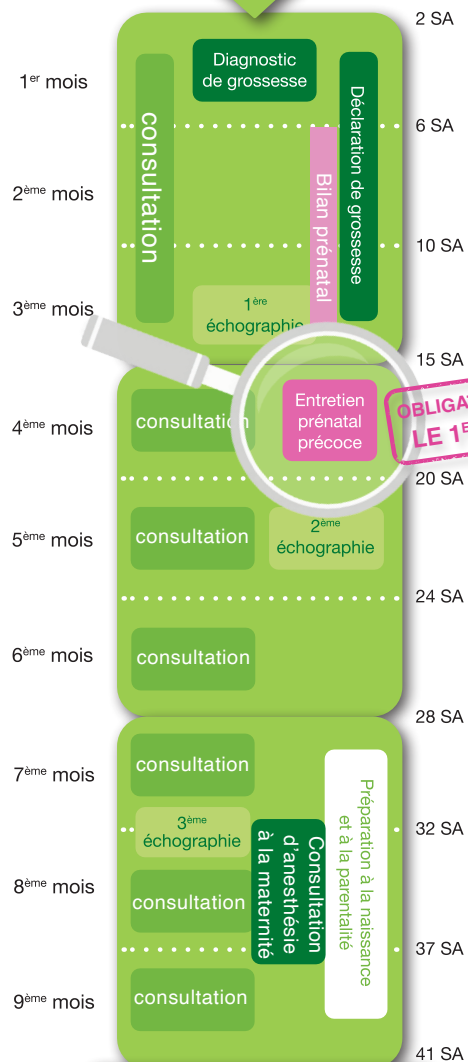 2 SA
1er mois
Diagnostic
de grossesse
consultation
Déclaration de grossesse
6 SA
Bilan prénatal
2ème mois
10 SA
3ème mois
1ère
échographie
15 SA
4ème mois
consultation
Entretien
prénatal
précoce
LE 1
20 SA
5ème mois
consultation
2ème
échographie
24 SA
6ème mois
consultation
28 SA
7ème mois
consultation
Préparation à la naissance
et à la parentalité
3ème
échographie
32 SA
Consultation
d'anesthésie
à la maternité
8ème mois
consultation
37 SA
9ème mois
consultation
41 SA